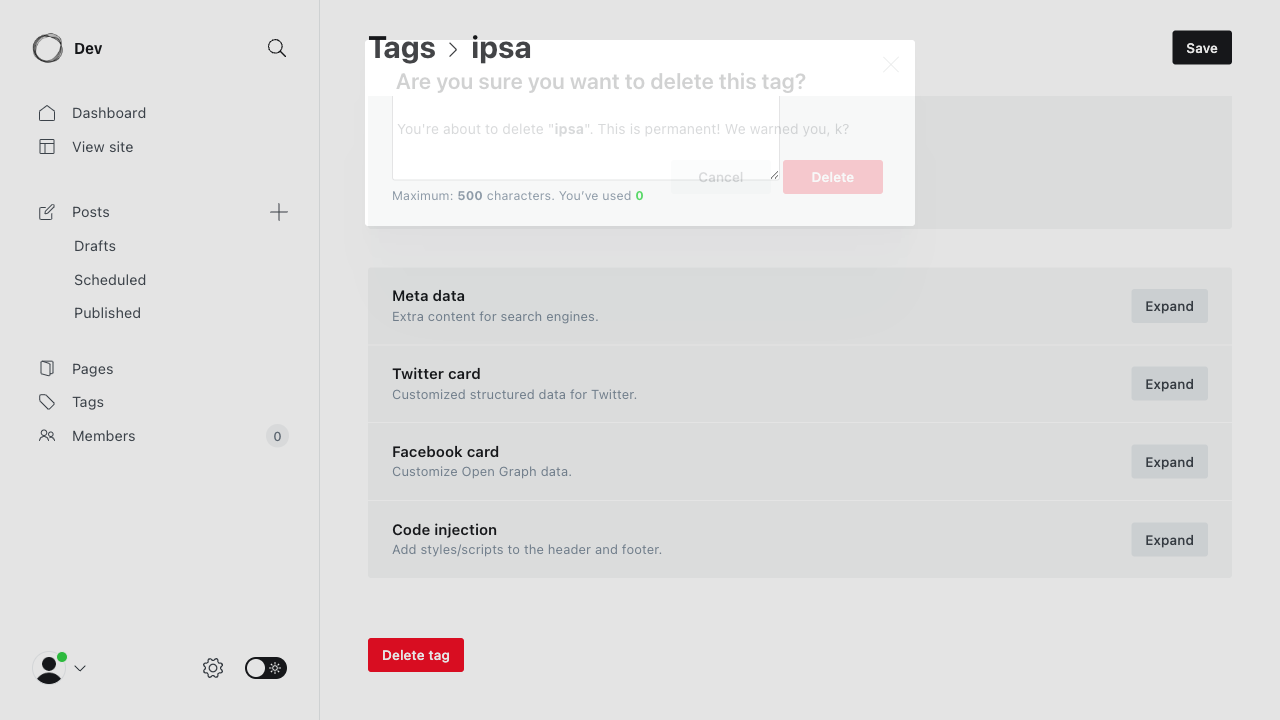 Dev
Dashboard
View site
Posts
Drafts
Scheduled
Published
Pages
Tags
Members
0
Tags
ipsa
Save
Are you sure you want to delete this tag?
You're about to delete "ipsa". This is permanent! We warned you, k?
Cancel
Delete
Maximum: 500 characters. You’ve used 0
Meta data
Extra content for search engines.
Expand
Twitter card
Customized structured data for Twitter.
Expand
Facebook card
Customize Open Graph data.
Expand
Code injection
Add styles/scripts to the header and footer.
Expand
Delete tag